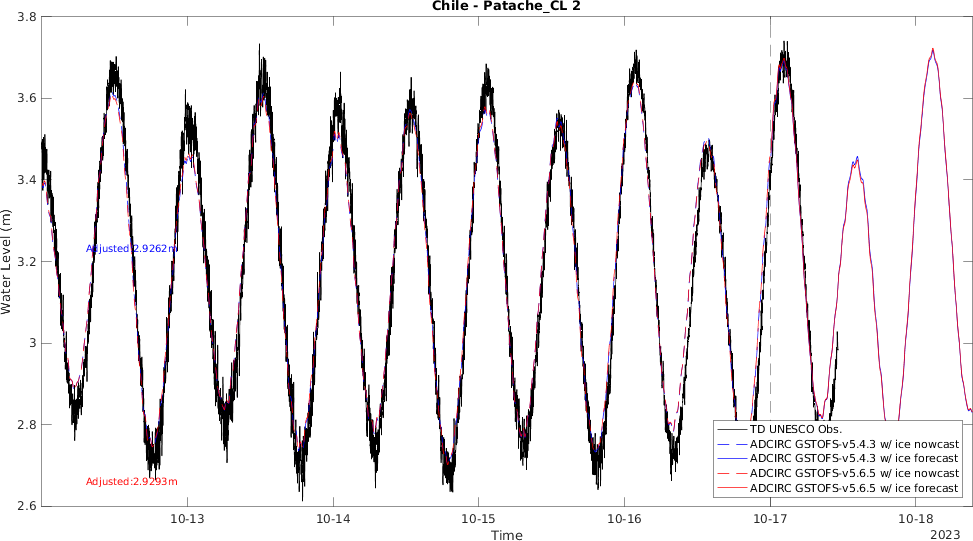 Chile - Patache_CL 2
3.8
3.6
3.4
3.2
3
2.8
2.6
Water Level (m)
Adjusted:2.9262m
Adjusted:2.9293m
TD UNESCO Obs.
ADCIRC GSTOFS-v5.4.3 w/ ice nowcast
ADCIRC GSTOFS-v5.4.3 w/ ice forecast
ADCIRC GSTOFS-v5.6.5 w/ ice nowcast
ADCIRC GSTOFS-v5.6.5 w/ ice forecast
10-13 10-14 10-15 10-16 10-17 10-18
Time
2023